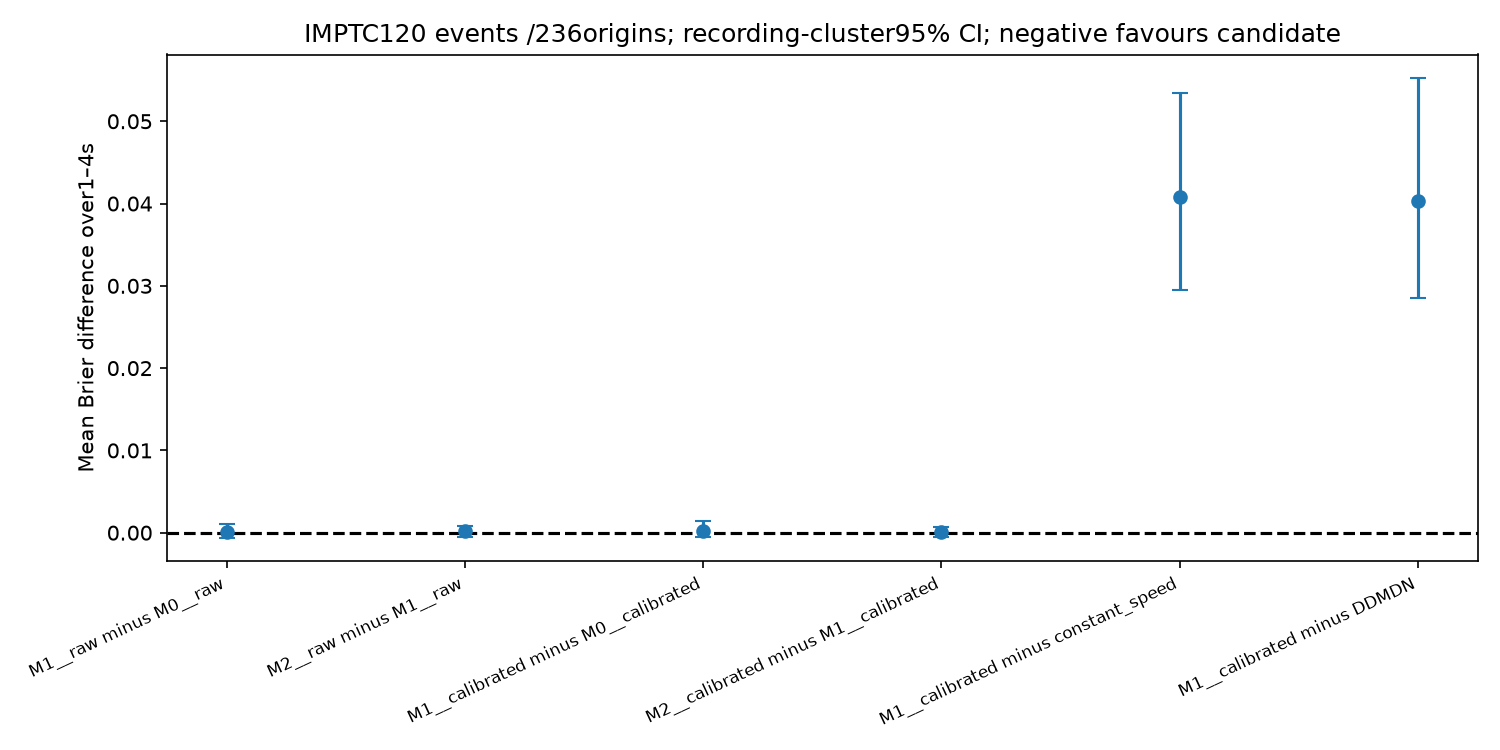 IMPTC120 events /236origins; recording-cluster95% CI; negative favours candidate
Mean Brier difference over1–4s
0.05
0.04
0.03
0.02
0.01
0.00
M1__raw minus M0__raw
M2__raw minus M1__raw
M1__calibrated minus M0__calibrated
M2__calibrated minus M1__calibrated
M1__calibrated minus constant_speed
M1__calibrated minus DDMDN